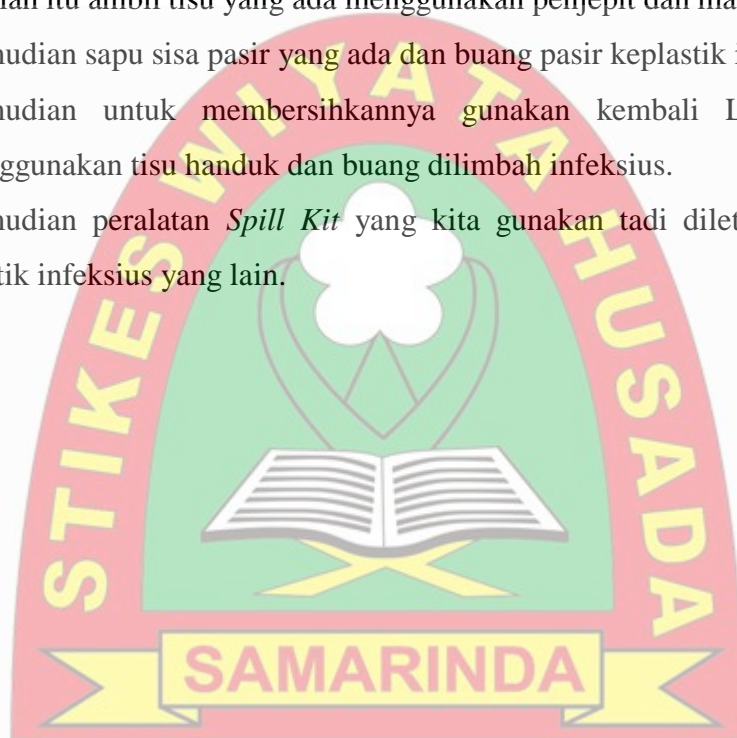 itu ambil tisu yang ada menggunakan penjepit dan
sapu sisa pasir yang ada dan buang pasir keplastik
untuk membersihkannya gunakan kembali L
tisu handuk dan buang dilimbah infeksius.
peralatan Spill Kit yang kita gunakan tadi
infeksius yang lain.
STIKES WIYATA HUSADA
SAMARINDA